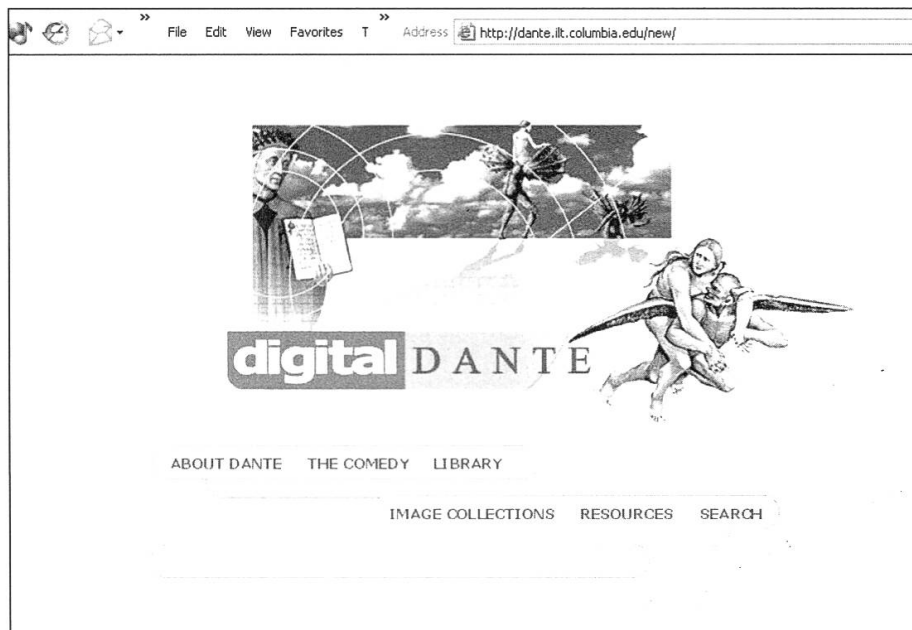 » File Edit View Favorites T » Address http://dante.ilt.columbia.edu/new/
digital DANTE
ABOUT DANTE THE COMEDY LIBRARY
IMAGE COLLECTIONS RESOURCES SEARCH